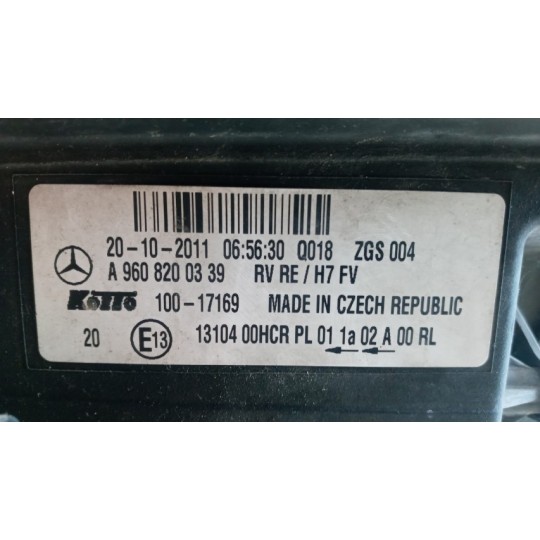 20-10-2011 06:56:30 Q018 ZGS 004
A 960 820 03 39 RV RE / H7 FV
KOITO 100-17169 MADE IN CZECH REPUBLIC
20 E13 13104 00HCR PL 01 1a 02 A 00 RL